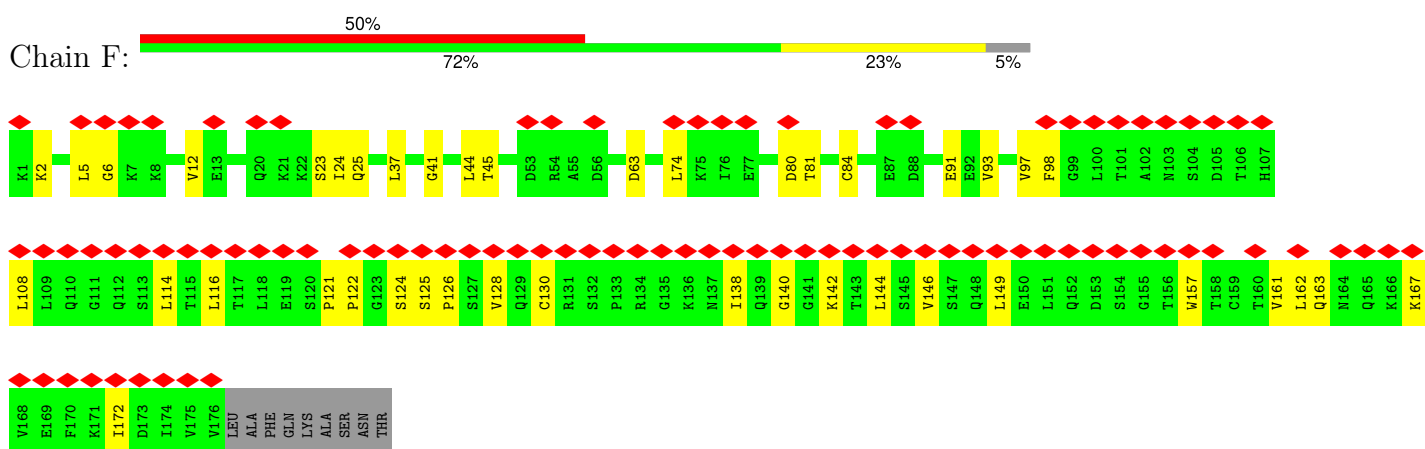 50%
Chain F:
72% 23% 5%
K1 K2 L5 G6 K7 K8 V12 E13 Q20 K21 K22 S23 I24 Q25 L37 G41 L44 T45 D53 R54 A55 D56 D63 L74 K75 I76 E77 D80 T81 C84 E87 D88 E91 E92 V93 V97 F98 G99 L100 T101 A102 N103 S104 D105 T106 H107
L108 L109 Q110 G111 Q112 S113 L114 T115 L116 T117 L118 E119 S120 P121 P122 G123 S124 S125 P126 S127 V128 Q129 C130 R131 S132 P133 R134 G135 K136 N137 I138 Q139 G140 G141 K142 T143 L144 S145 V146 S147 Q148 L149 E150 L151 Q152 D153 S154 G155 T156 W157 T158 C159 T160 V161 L162 Q163 N164 Q165 K166 K167
V168 E169 F170 K171 I172 D173 I174 V175 V176 LEU ALA PHE GLN LYS ALA SER ASN THR